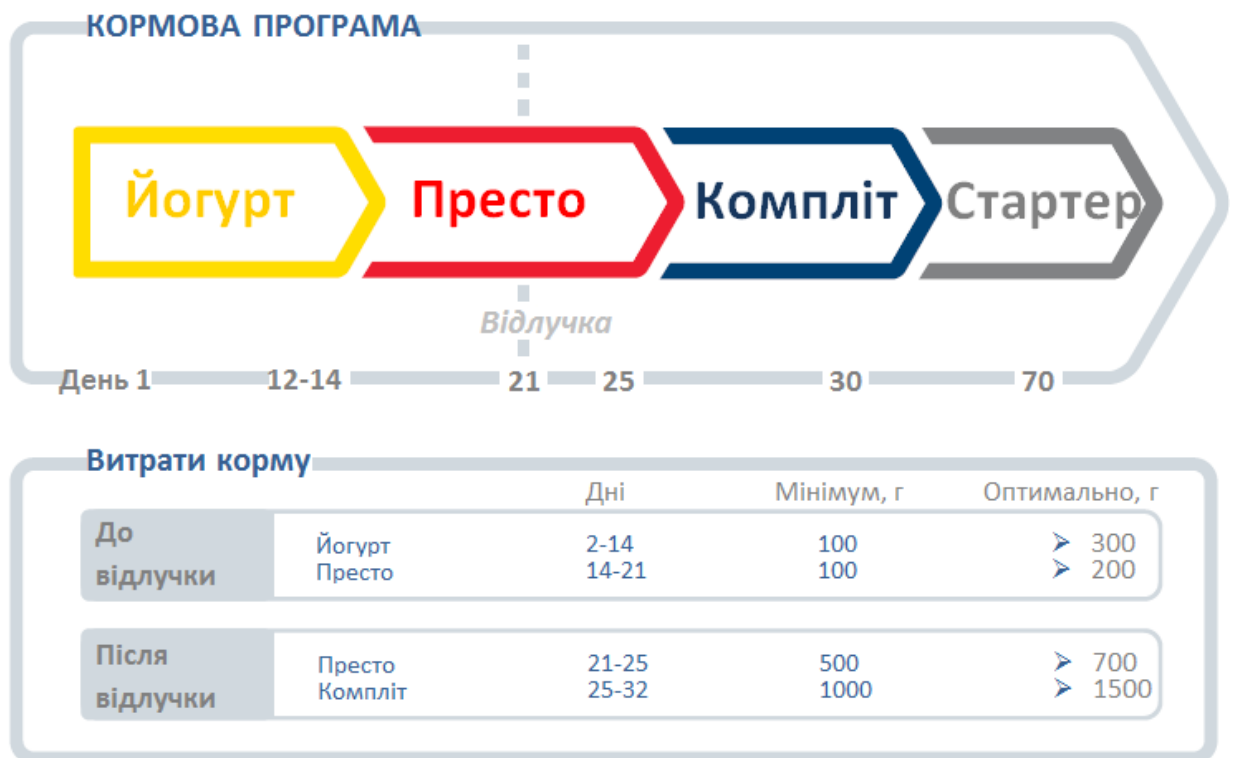 КОРМОВА ПРОГРАМА
Йогурт Престо Компліт Стартер
Відлучка
День 1 12-14 21 25 30 70
Витрати корму
Дні Мінімум, г Оптимально, г
До відлучки
Йогурт 2-14 100 ➢ 300
Престо 14-21 100 ➢ 200
Після відлучки
Престо 21-25 500 ➢ 700
Компліт 25-32 1000 ➢ 1500